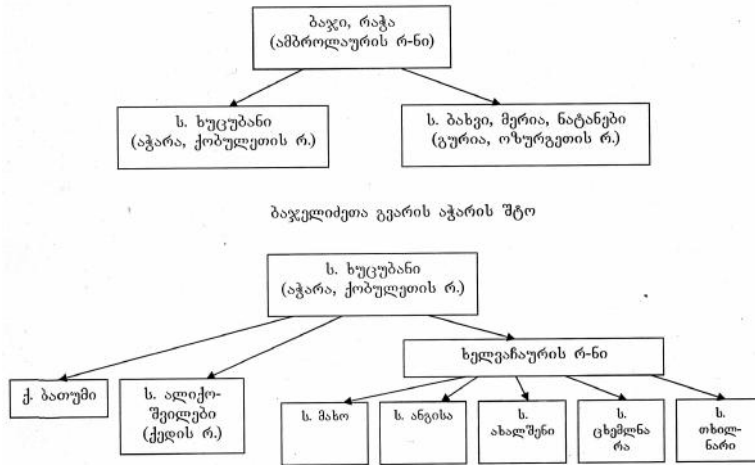 ბაჯი, რაჭა
(ამბროლაურის რ-ნი)
ს. ხუცუბანი
(აჭარა, ქობულეთის რ.)
ს. ბახვი, მერია, ნატანები
(გურია, ოზურგეთის რ.)
ბაჯელიძეთა გვარის აჭარის შტო
ს. ხუცუბანი
(აჭარა, ქობულეთის რ.)
ქ. ბათუმი
ს. ალიქო-
შვილები
(ქედის რ.)
ხელვაჩაურის რ-ნი
ს. მახო
ს. ანგისა
ს.
ახალშენი
ს.
ცხემლნა
რა
ს.
თხილ-
ნარი